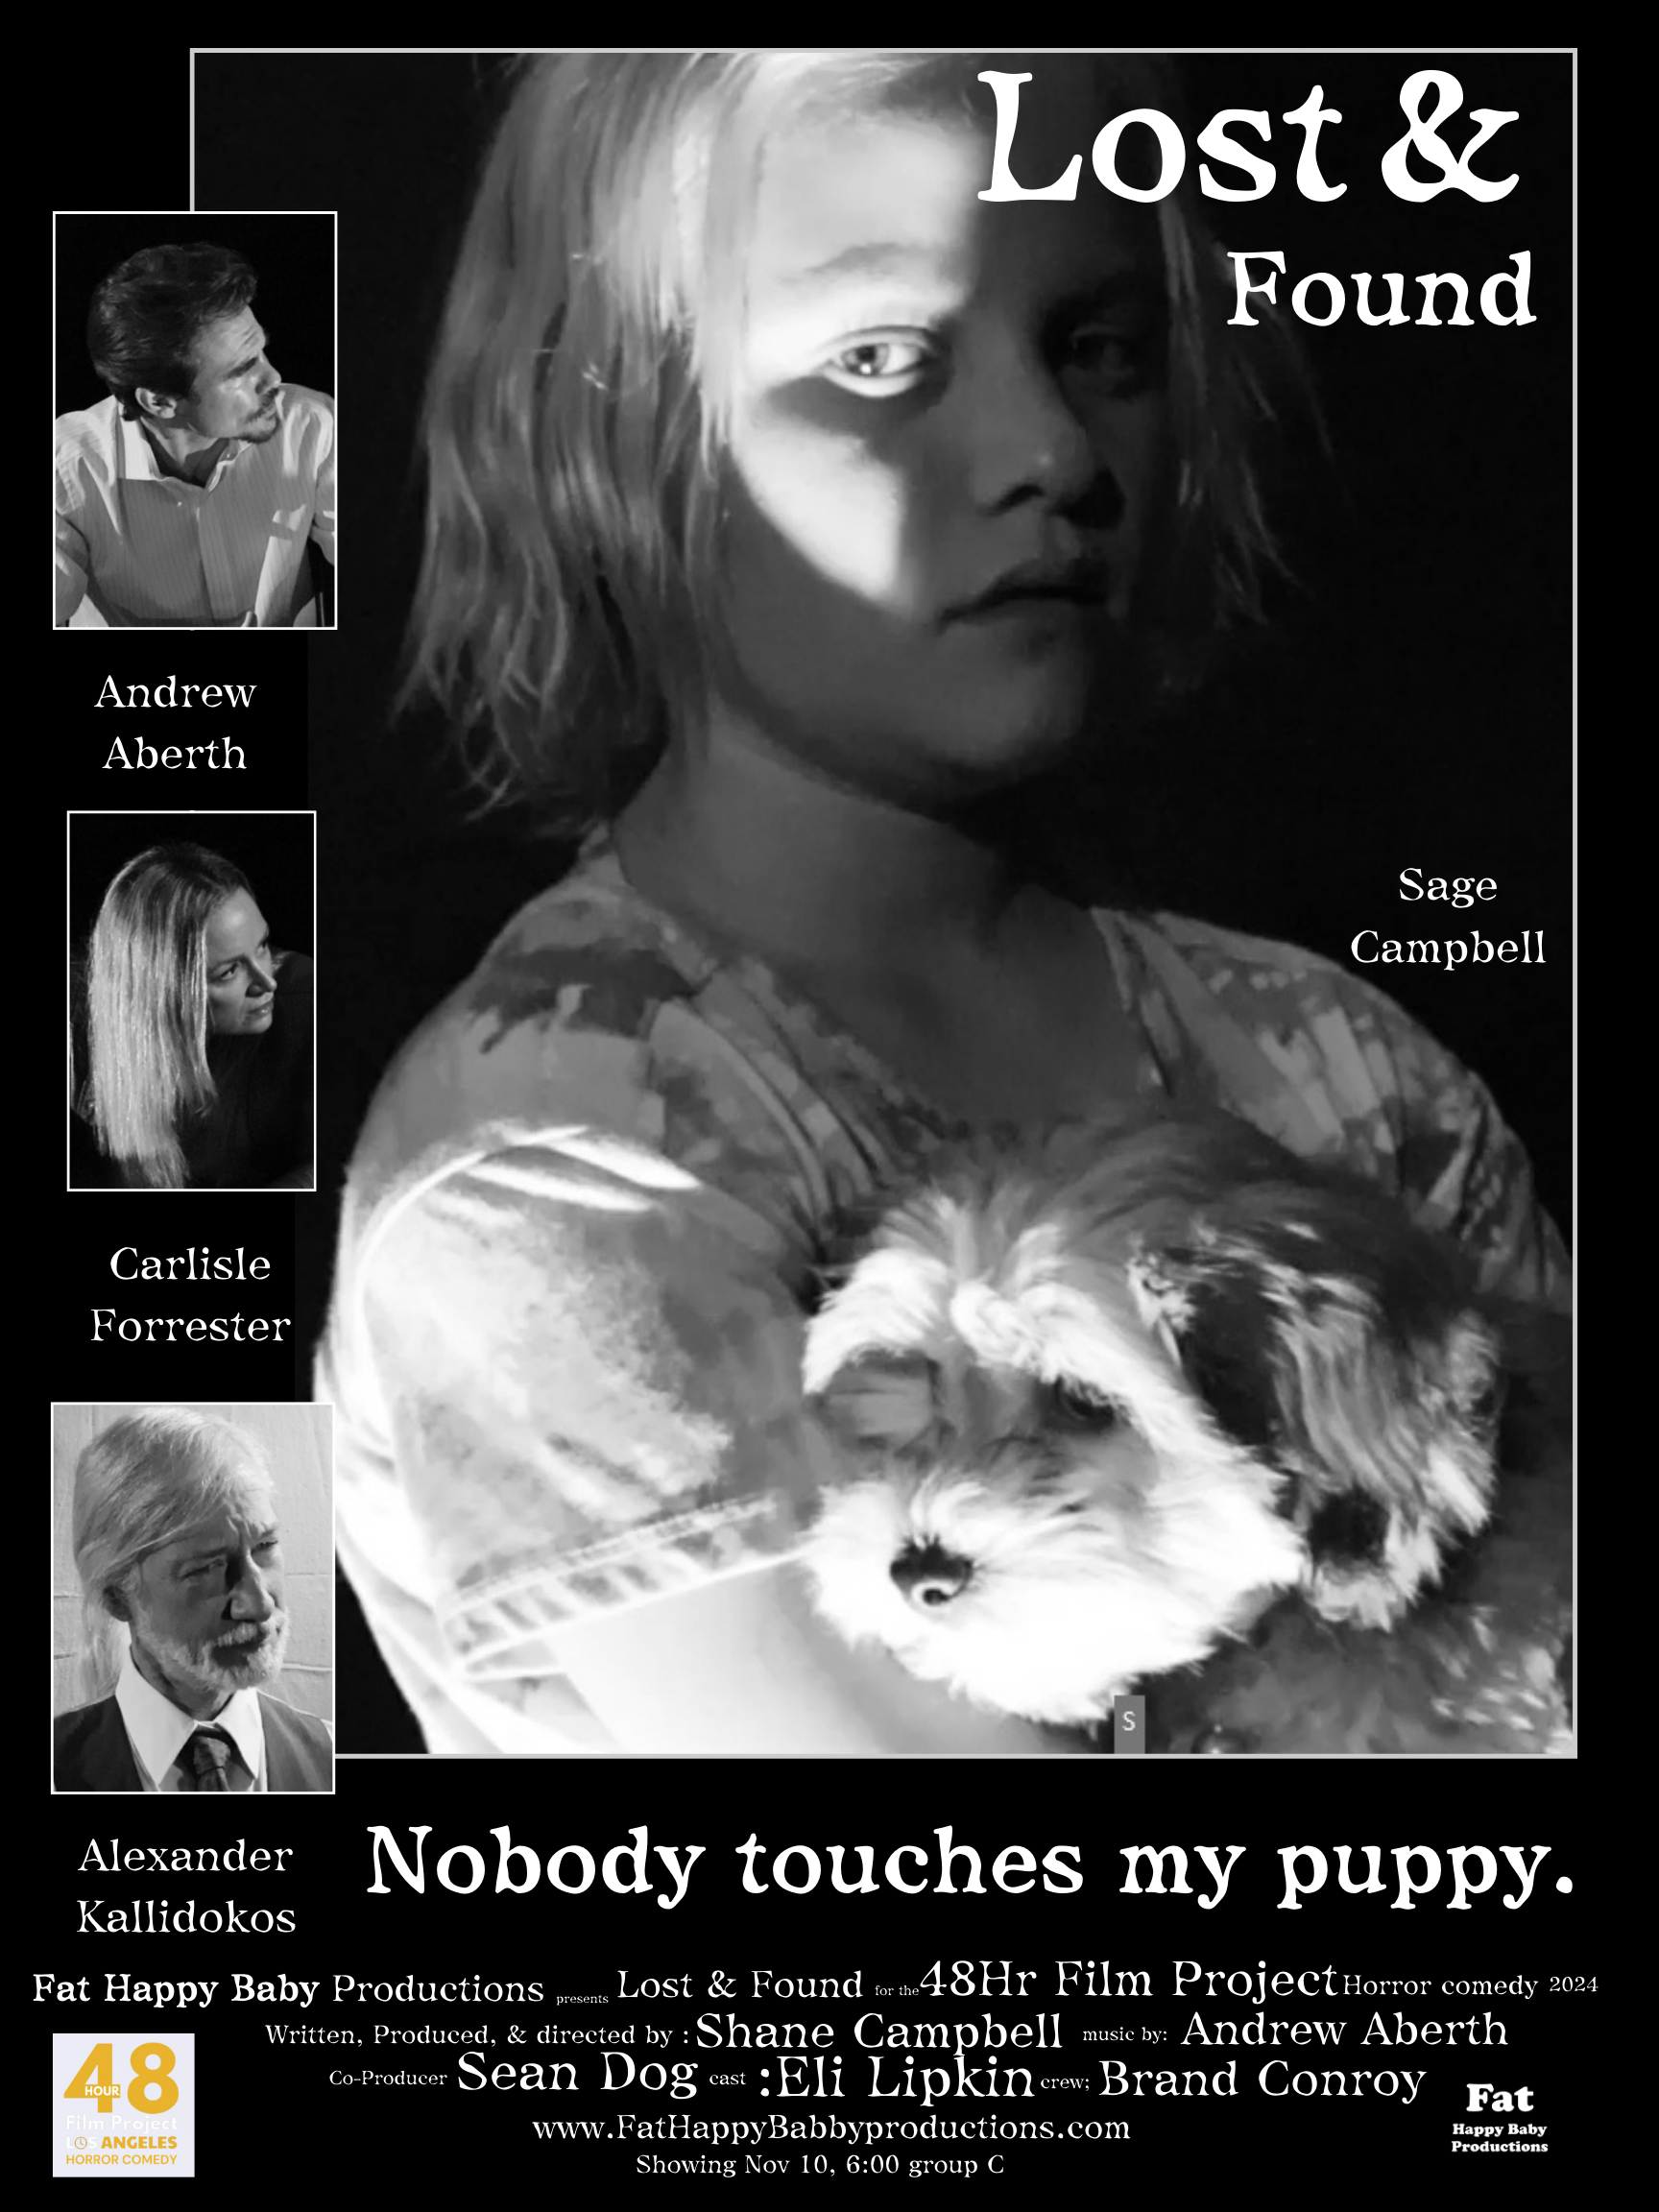 Lost &
Found
Andrew
Aberth
Sage
Campbell
Carlisle
Forrester
S
Alexander
Kallidokos
Nobody touches my puppy.
Fat Happy Baby Productions presents Lost & Found for the 48Hr Film Project Horror comedy 2024
Written, Produced, & directed by : Shane Campbell music by: Andrew Aberth
Co-Producer Sean Dog cast :Eli Lipkin crew; Brand Conroy
www.FatHappyBabbyproductions.com
Showing Nov 10, 6:00 group C
48
HOUR
Film Project
LOS ANGELES
HORROR COMEDY
Fat
Happy Baby
Productions